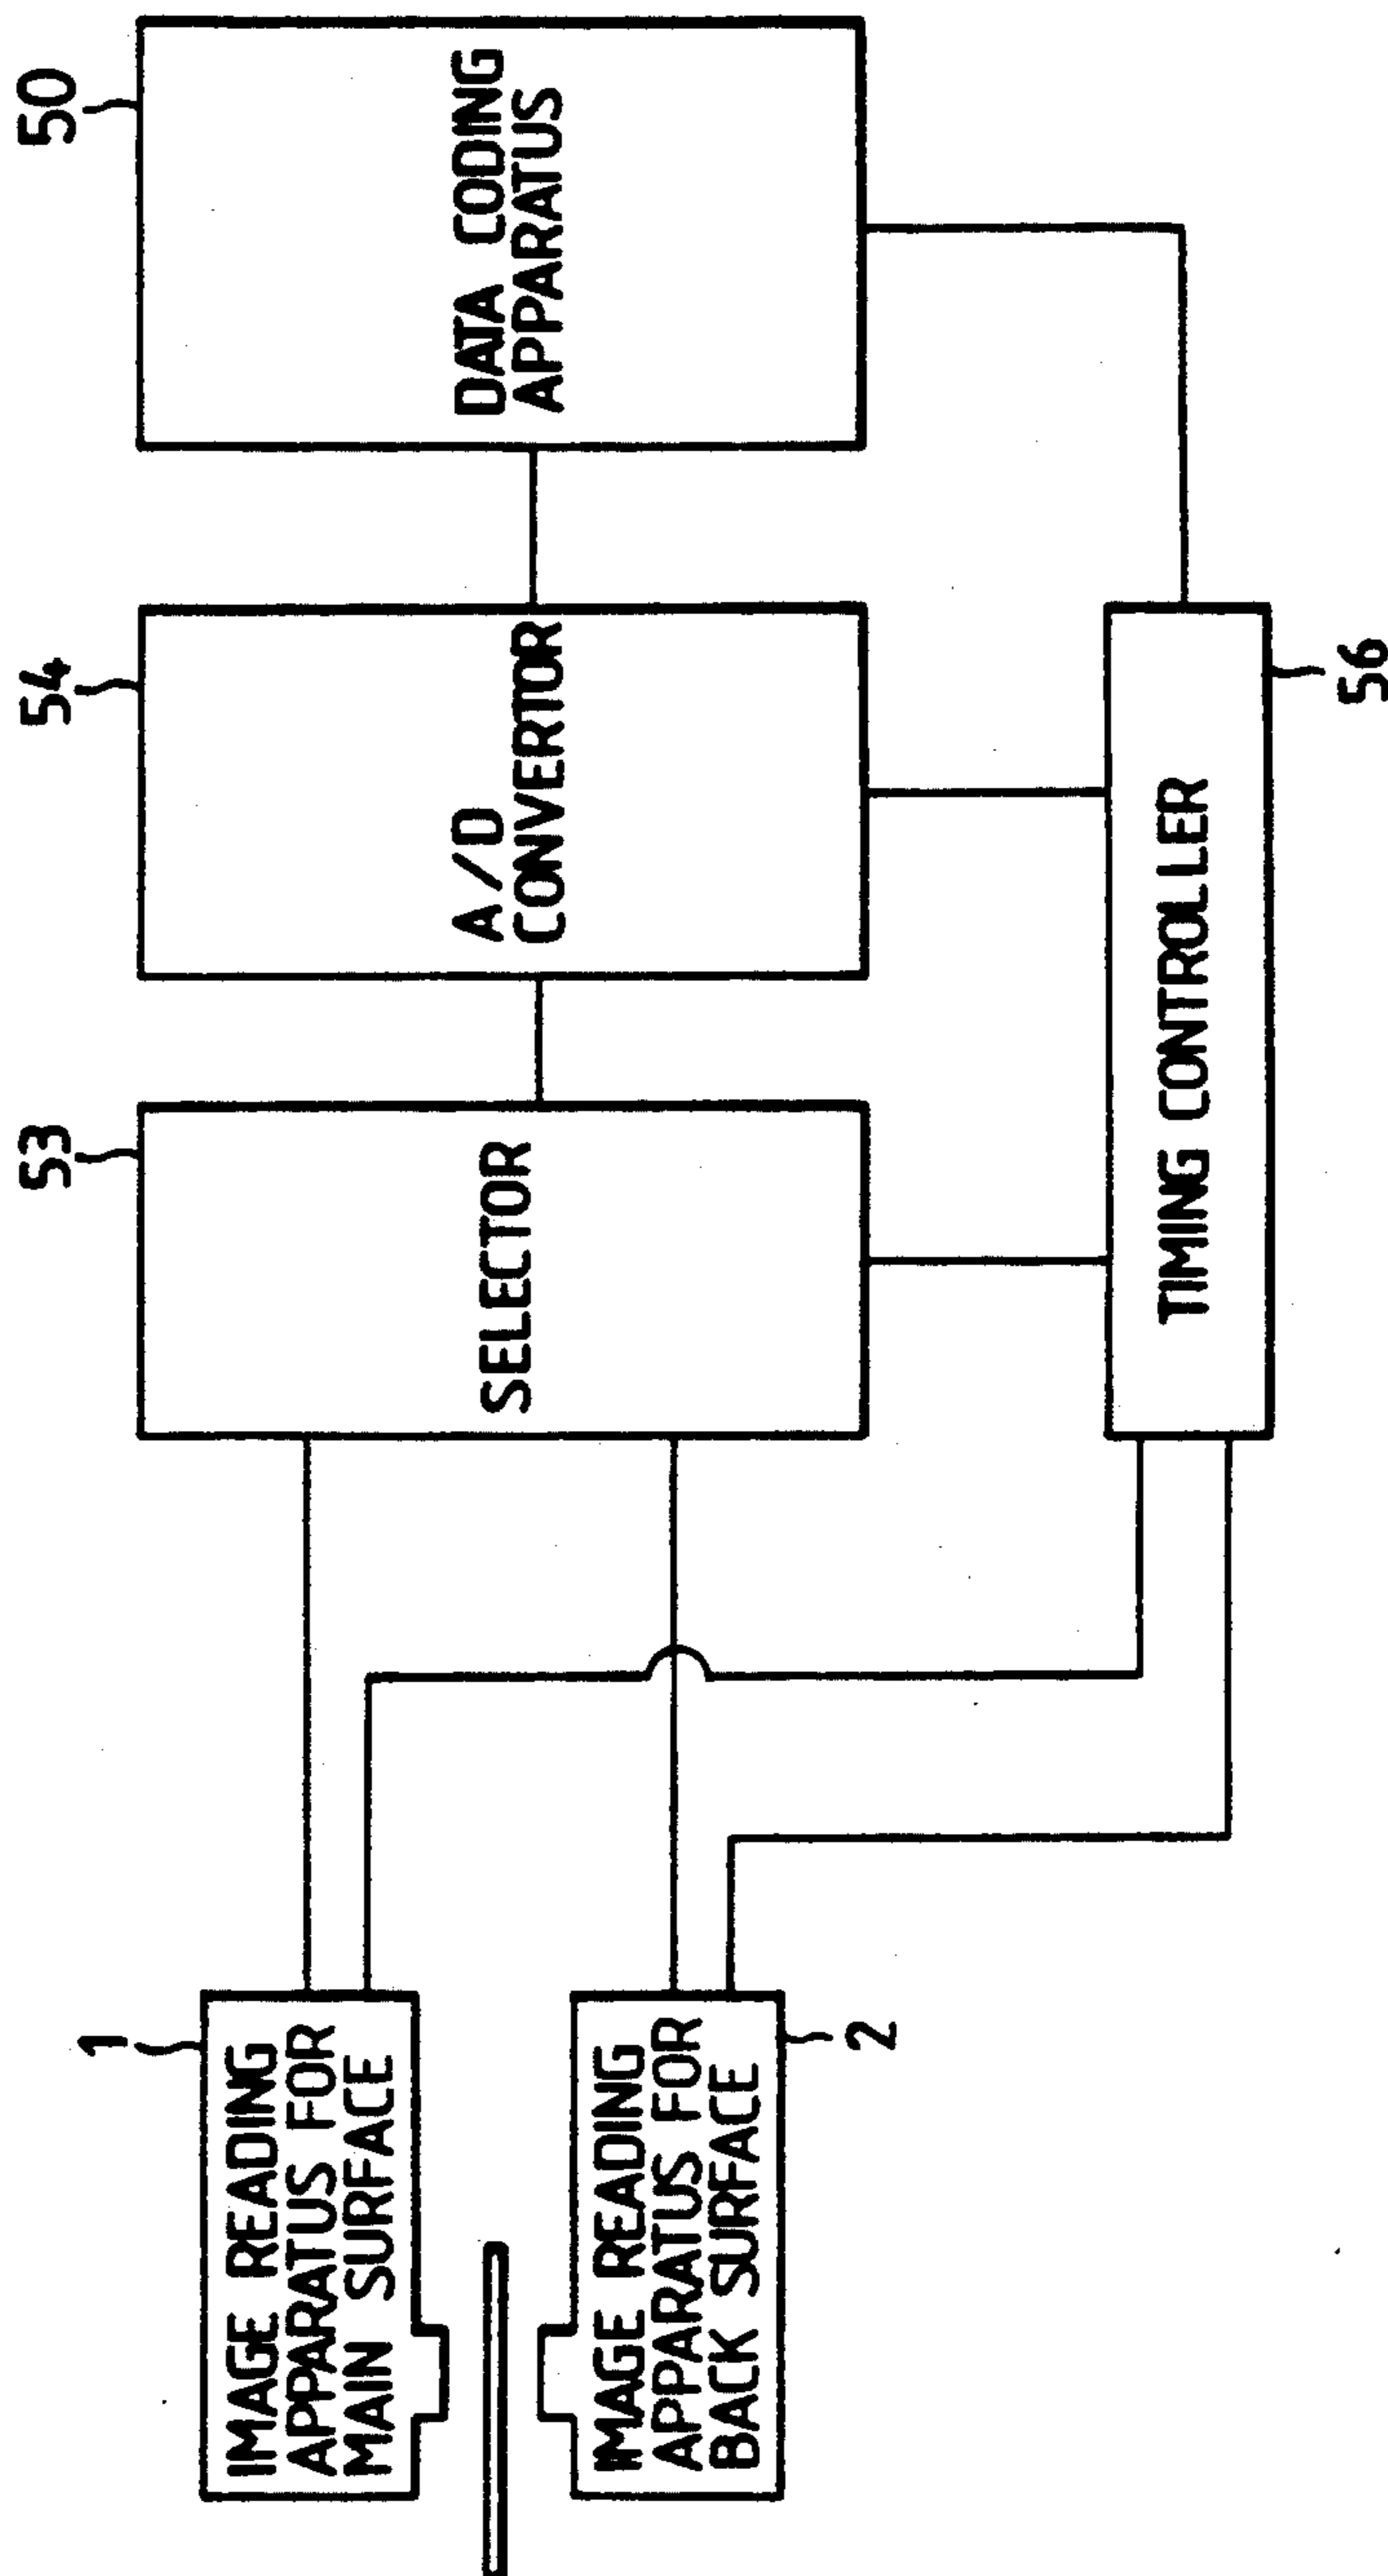 1
IMAGE READING
APPARATUS FOR
MAIN SURFACE
2
IMAGE READING
APPARATUS FOR
BACK SURFACE
53
SELECTOR
54
A/D
CONVERTOR
50
DATA CODING
APPARATUS
TIMING CONTROLLER
56